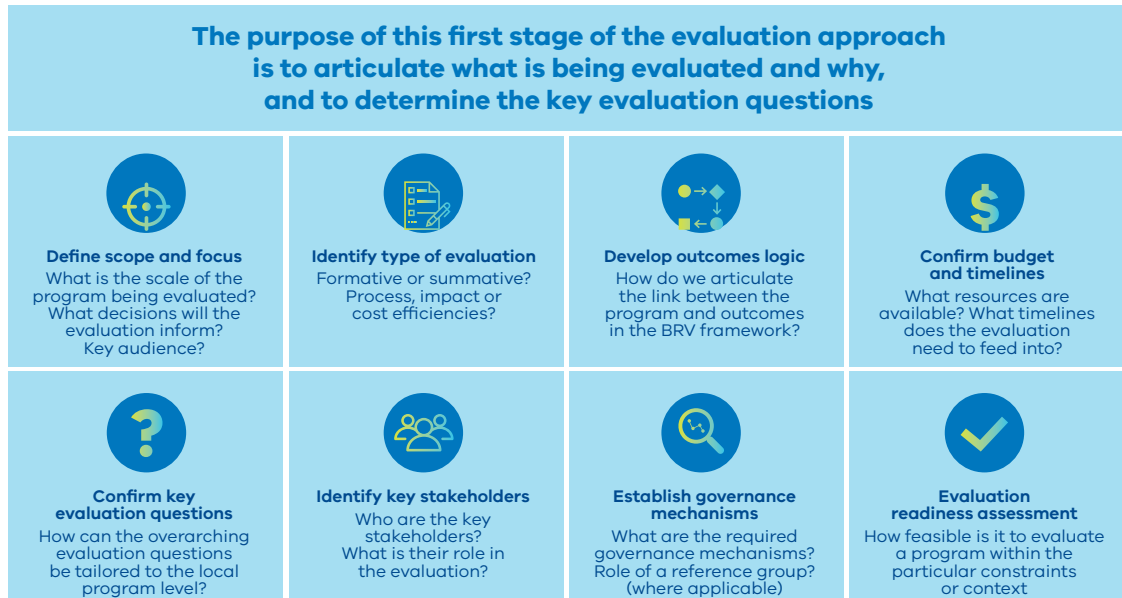 The purpose of this first stage of the evaluation approach
is to articulate what is being evaluated and why,
and to determine the key evaluation questions
Define scope and focus
What is the scale of the
program being evaluated?
What decisions will the
evaluation inform?
Key audience?
Identify type of evaluation
Formative or summative?
Process, impact or
cost efficiencies?
Develop outcomes logic
How do we articulate
the link between the
program and outcomes
in the BRV framework?
Confirm budget
and timelines
What resources are
available? What timelines
does the evaluation
need to feed into?
Confirm key
evaluation questions
How can the overarching
evaluation questions
be tailored to the local
program level?
Identify key stakeholders
Who are the key
stakeholders?
What is their role in
the evaluation?
Establish governance
mechanisms
What are the required
governance mechanisms?
Role of a reference group?
(where applicable)
Evaluation
readiness assessment
How feasible is it to evaluate
a program within the
particular constraints
or context